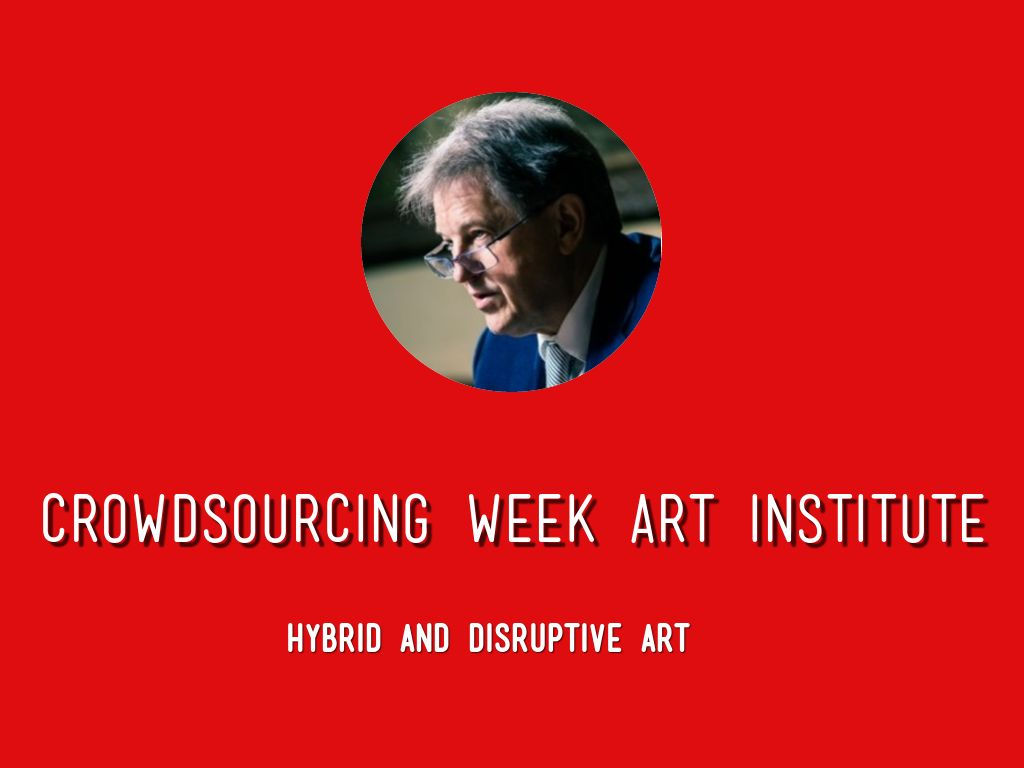 CROWDSOURCING WEEK ART INSTITUTE
HYBRID AND DISRUPTIVE ART